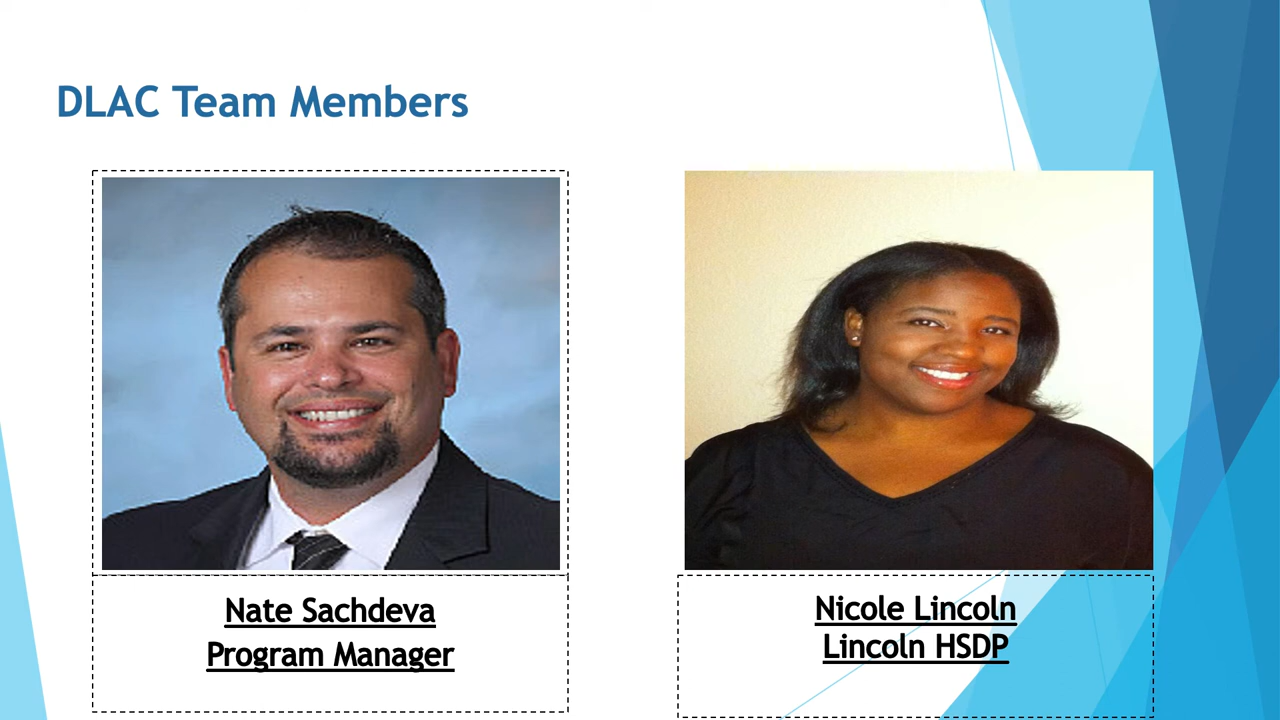 DLAC Team Members
Nate Sachdeva
Program Manager
Nicole Lincoln
Lincoln HSDP